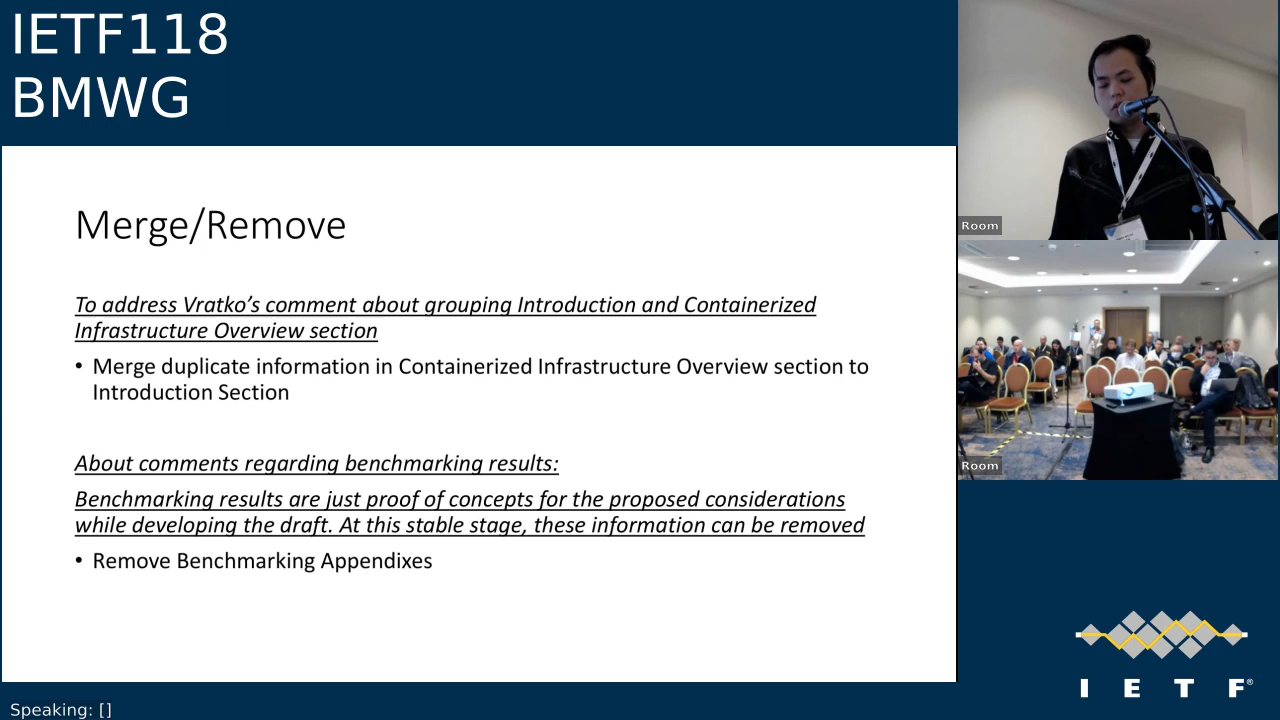 IETF118
BMWG
Merge/Remove
To address Vratko’s comment about grouping Introduction and Containerized
Infrastructure Overview section
• Merge duplicate information in Containerized Infrastructure Overview section to
Introduction Section
About comments regarding benchmarking results:
Benchmarking results are just proof of concepts for the proposed considerations
while developing the draft. At this stable stage, these information can be removed
• Remove Benchmarking Appendixes
Room
Room
I E T F®
Speaking: []